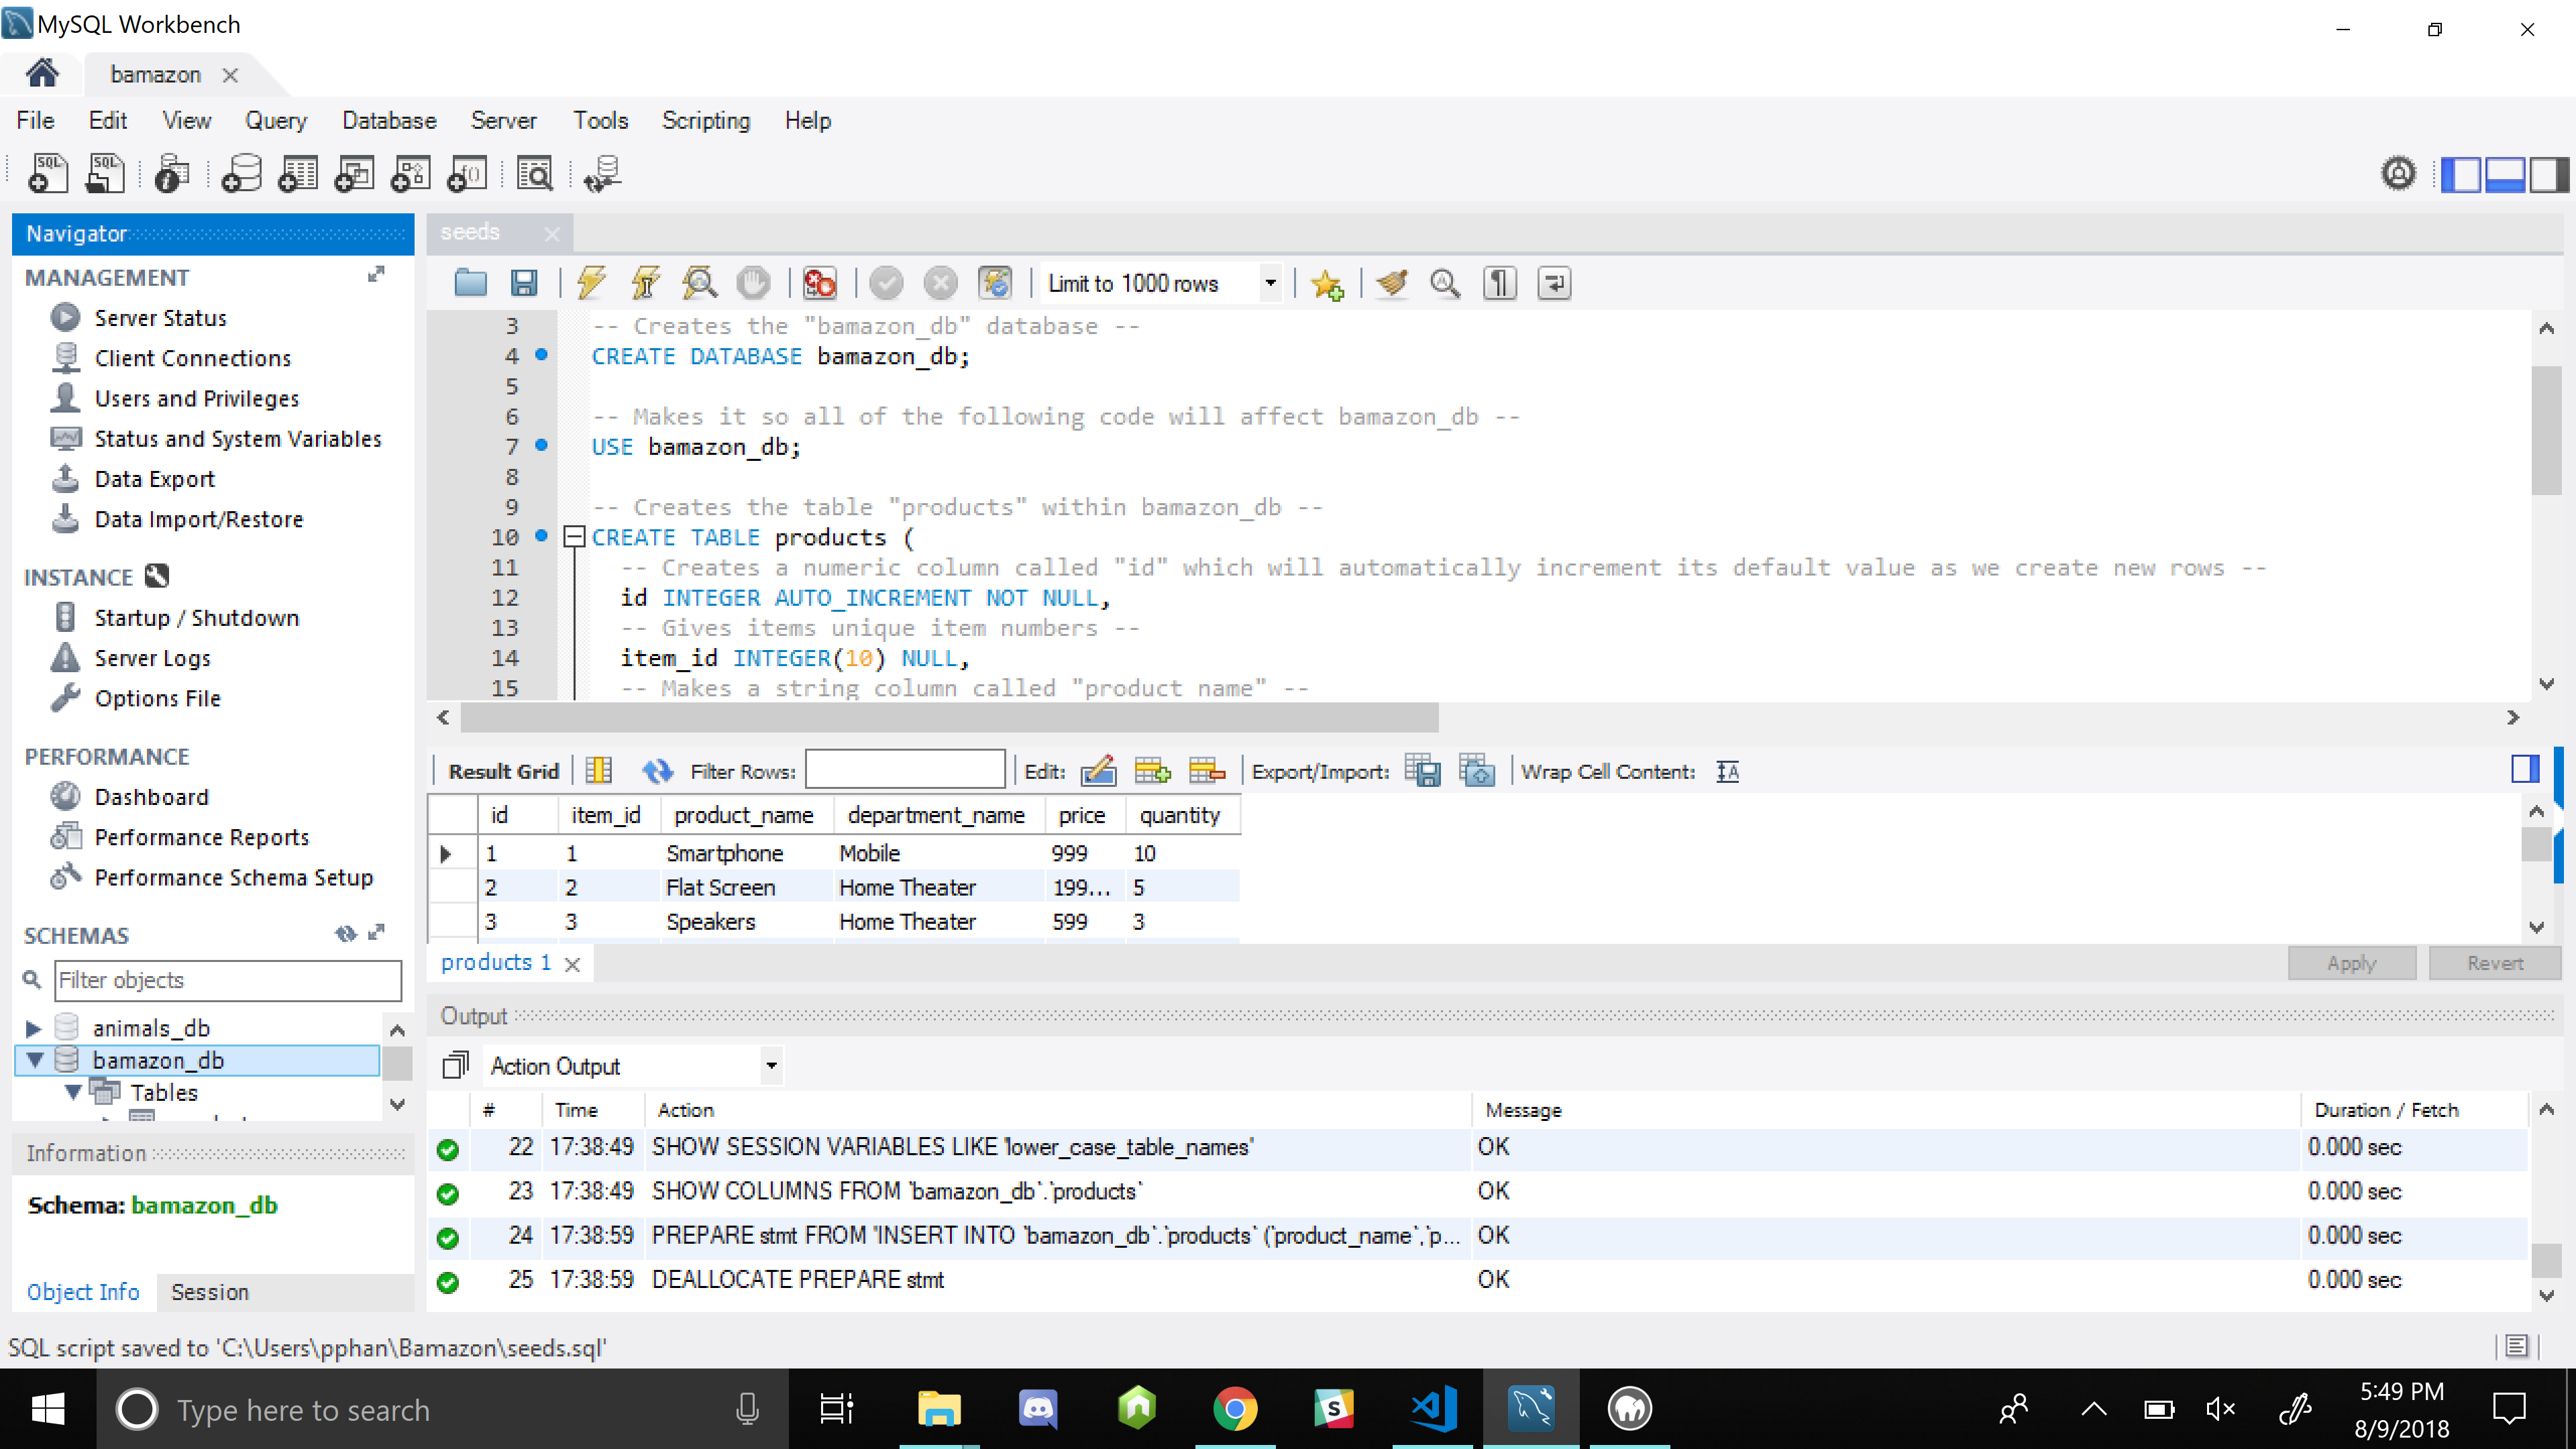 MySQL Workbench
bamazon
File Edit View Query Database Server Tools Scripting Help
Navigator
MANAGEMENT
Server Status
Client Connections
Users and Privileges
Status and System Variables
Data Export
Data Import/Restore
INSTANCE
Startup / Shutdown
Server Logs
Options File
PERFORMANCE
Dashboard
Performance Reports
Performance Schema Setup
SCHEMAS
Filter objects
animals_db
bamazon_db
Tables
Information
Schema: bamazon_db
Object Info Session
seeds
Limit to 1000 rows
3 -- Creates the "bamazon_db" database --
4 CREATE DATABASE bamazon_db;
5
6 -- Makes it so all of the following code will affect bamazon_db --
7 USE bamazon_db;
8
9 -- Creates the table "products" within bamazon_db --
10 CREATE TABLE products (
11 -- Creates a numeric column called "id" which will automatically increment its default value as we create new rows --
12 id INTEGER AUTO_INCREMENT NOT NULL,
13 -- Gives items unique item numbers --
14 item_id INTEGER(10) NULL,
15 -- Makes a string column called "product name" --
Result Grid Filter Rows: Edit: Export/Import: Wrap Cell Content:
id item_id product_name department_name price quantity
1 1 Smartphone Mobile 999 10
2 2 Flat Screen Home Theater 199... 5
3 3 Speakers Home Theater 599 3
products 1 Apply Revert
Output
Action Output
# Time Action Message Duration / Fetch
22 17:38:49 SHOW SESSION VARIABLES LIKE 'lower_case_table_names' OK 0.000 sec
23 17:38:49 SHOW COLUMNS FROM `bamazon_db`.`products` OK 0.000 sec
24 17:38:59 PREPARE stmt FROM 'INSERT INTO `bamazon_db`.`products` (`product_name`,`p... OK 0.000 sec
25 17:38:59 DEALLOCATE PREPARE stmt OK 0.000 sec
SQL script saved to 'C:\Users\pphan\Bamazon\seeds.sql'
Type here to search
5:49 PM
8/9/2018